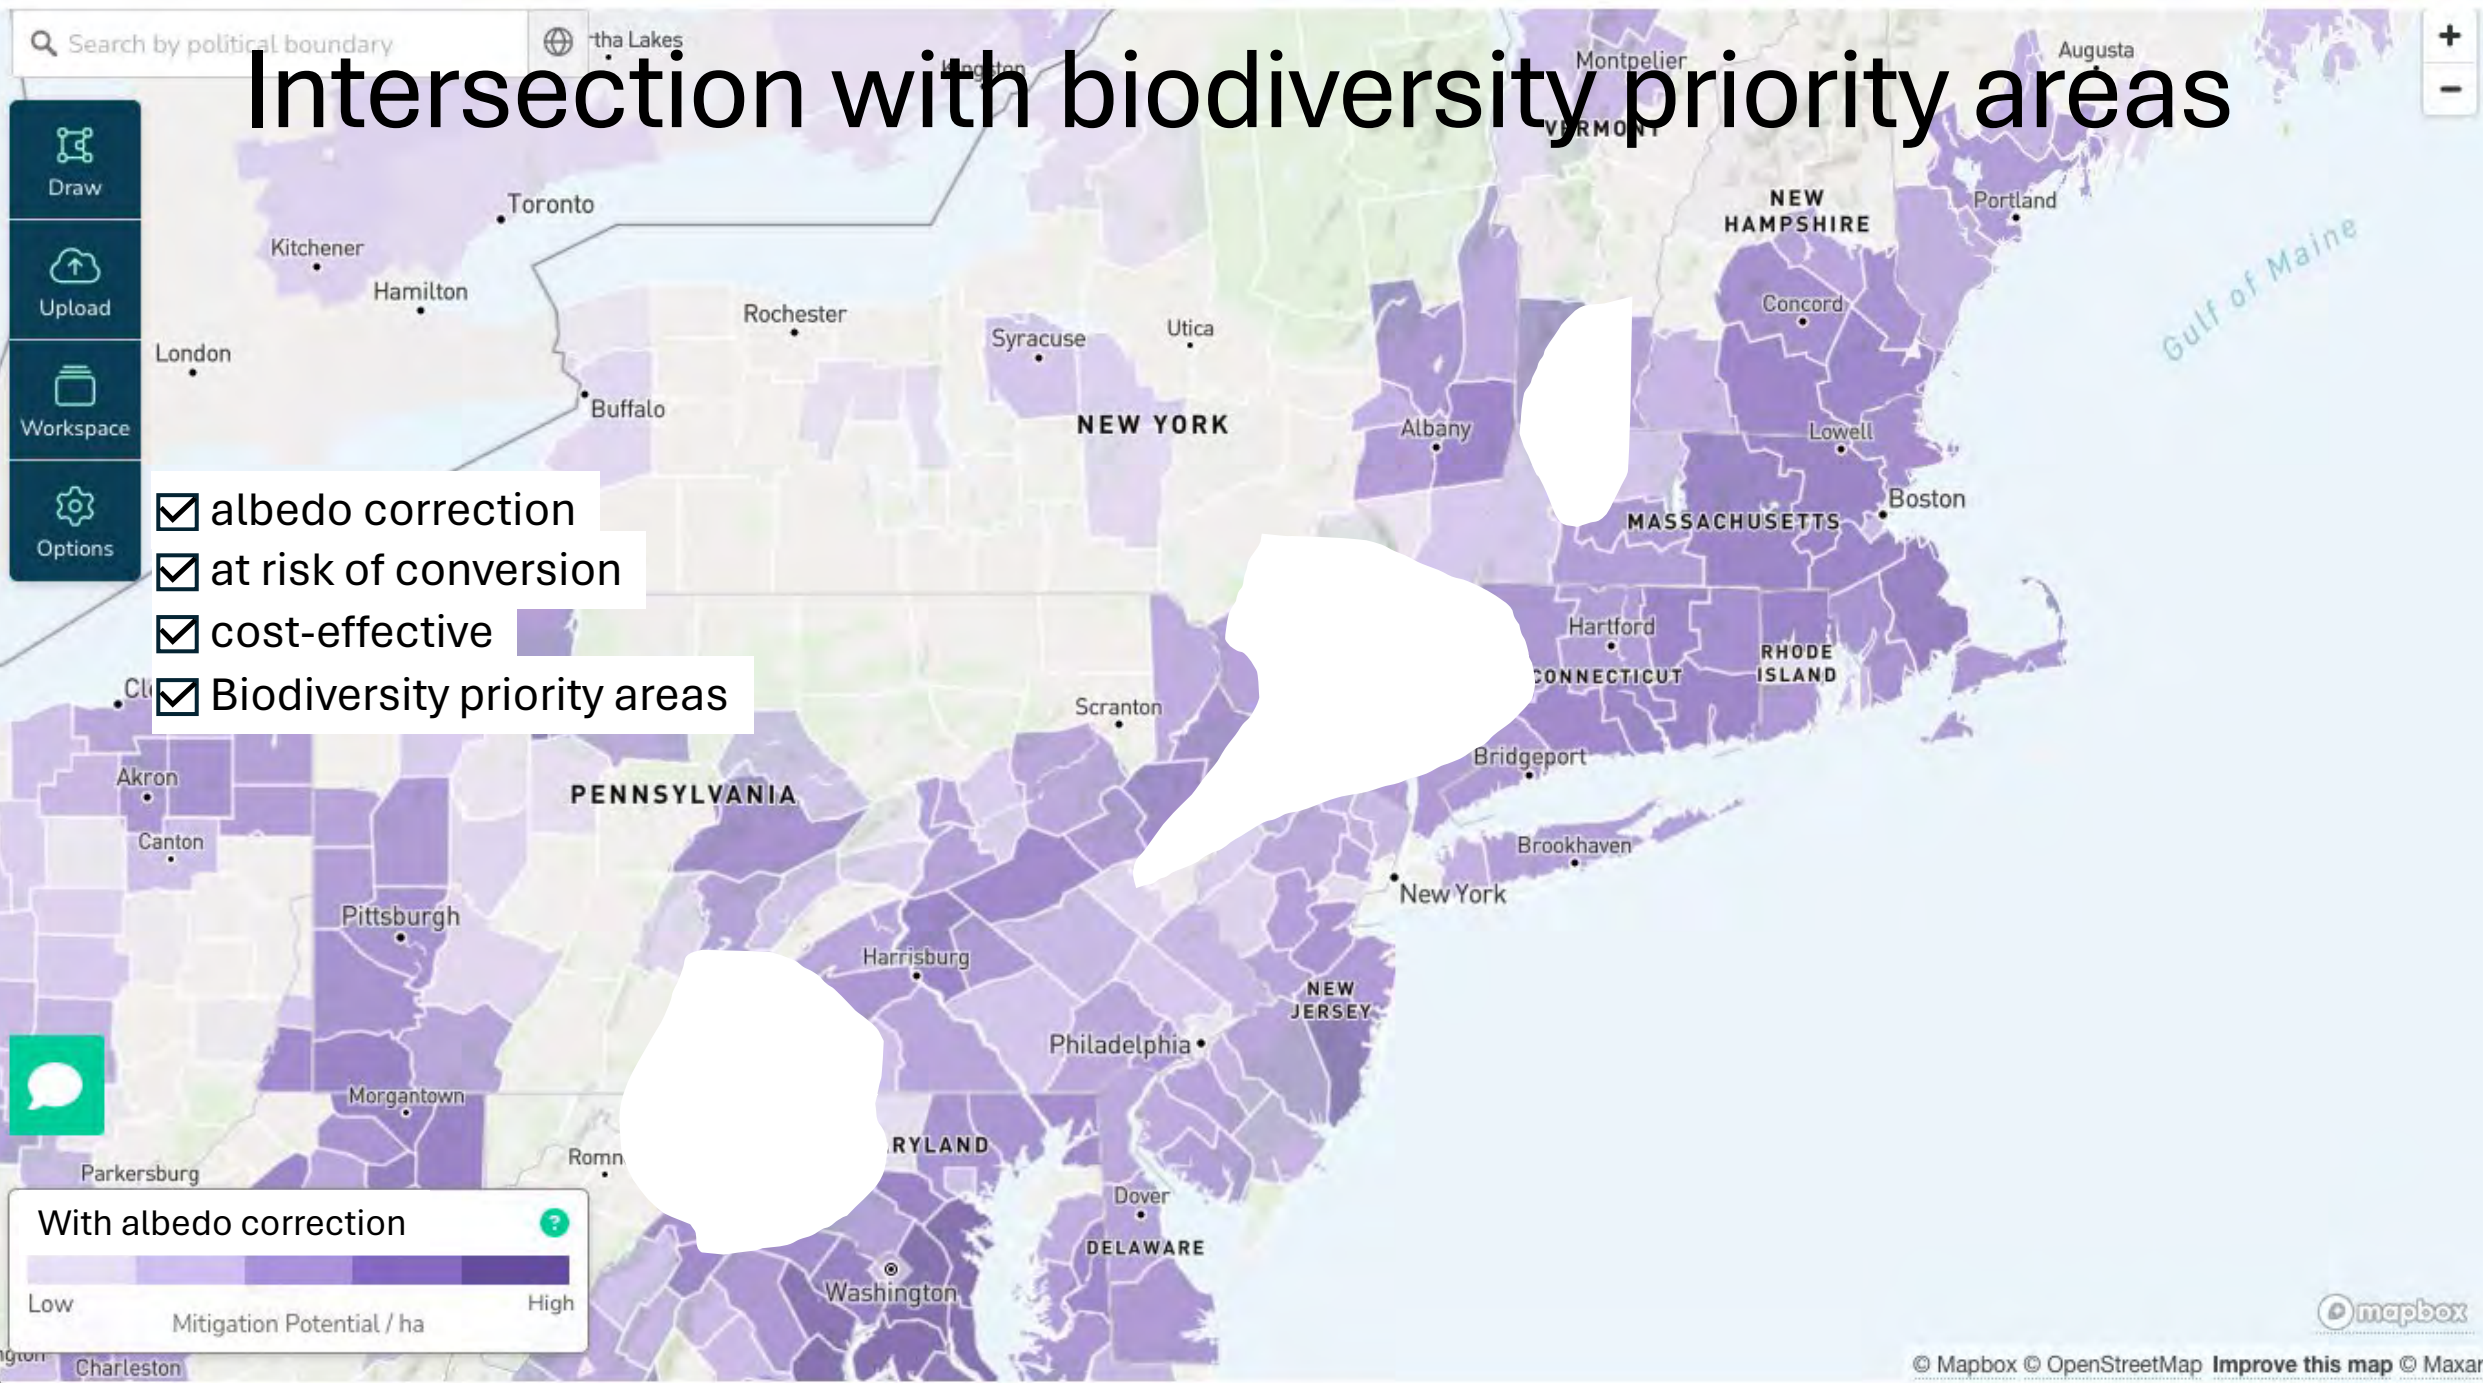 Search by political boundary
Intersection with biodiversity priority areas
Draw
Upload
Workspace
Options
albedo correction
at risk of conversion
cost-effective
Biodiversity priority areas
tha Lakes
Kingston
Montpelier
VERMONT
Augusta
Toronto
Kitchener
Hamilton
London
NEW
HAMPSHIRE
Portland
Gulf of Maine
Rochester
Syracuse
Utica
Concord
Buffalo
NEW YORK
Albany
Lowell
Boston
MASSACHUSETTS
Hartford
CONNECTICUT
RHODE
ISLAND
Scranton
Bridgeport
Akron
PENNSYLVANIA
Canton
Brookhaven
New York
Pittsburgh
Harrisburg
NEW
JERSEY
Philadelphia
Morgantown
RYLAND
Romn
Parkersburg
Dover
DELAWARE
Washington
With albedo correction
?
Low
High
Mitigation Potential / ha
Charleston
mapbox
© Mapbox © OpenStreetMap Improve this map © Maxar